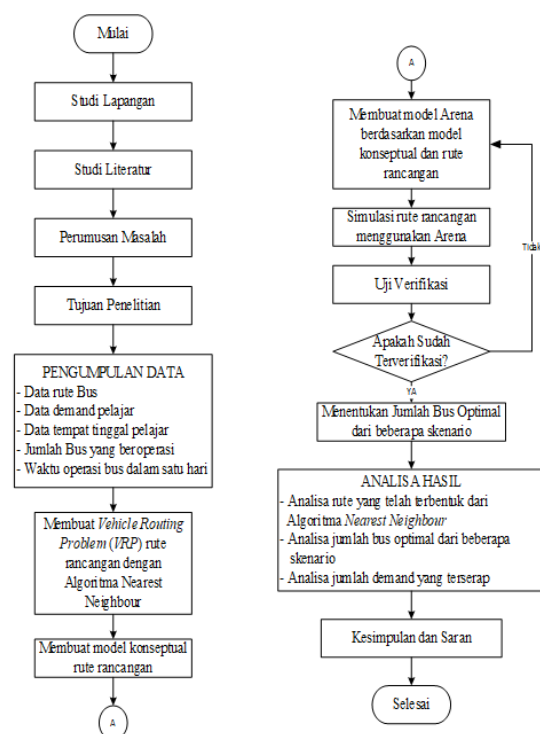 Mulai
Studi Lapangan
Studi Literatur
Perumusan Masalah
Tujuan Penelitian
PENGUMPULAN DATA
- Data rute Bus
- Data demand pelajar
- Data tempat tinggal pelajar
- Jumlah Bus yang beroperasi
- Waktu operasi bus dalam satu hari
Membuat Vehicle Routing
Problem (VRP) rute
rancangan dengan
Algoritma Nearest
Neighbour
Membuat model konseptual
rute rancangan
A
A
Membuat model Arena
berdasarkan model
konseptual dan rute
rancangan
Simulasi rute rancangan
menggunakan Arena
Uji Verifikasi
Apakah Sudah
Terverifikasi?
Tidak
YA
Menentukan Jumlah Bus Optimal
dari beberapa skenario
ANALISA HASIL
- Analisa rute yang telah terbentuk dari
Algoritma Nearest Neighbour
- Analisa jumlah bus optimal dari beberapa
skenario
- Analisa jumlah demand yang terserap
Kesimpulan dan Saran
Selesai